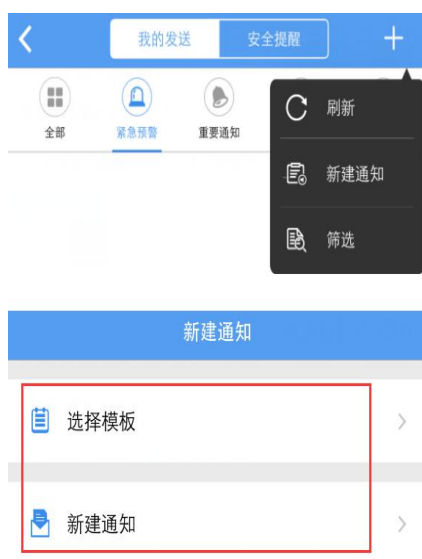 我的发送 安全提醒
全部 紧急预警 重要通知
刷新
新建通知
筛选
新建通知
选择模板
新建通知